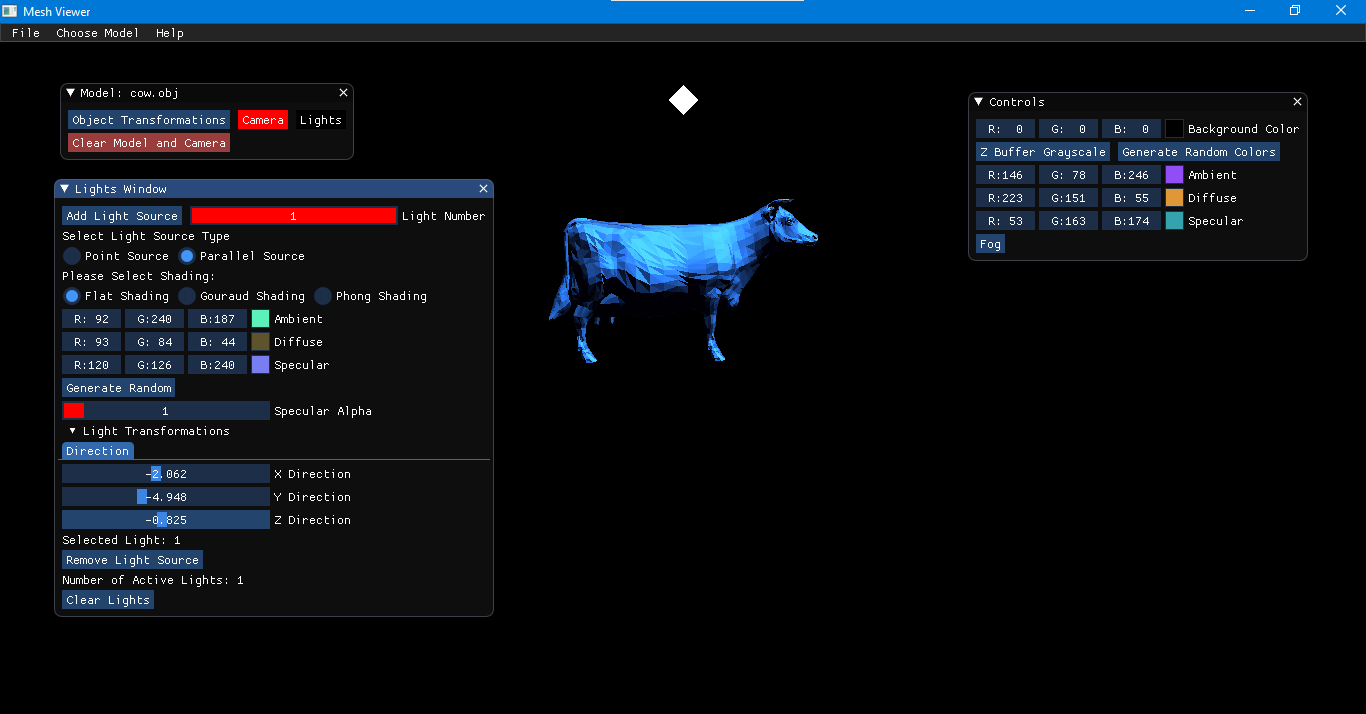 Mesh Viewer
File Choose Model Help
Model: cow.obj
Object Transformations Camera Lights
Clear Model and Camera
Lights Window
Add Light Source 1 Light Number
Select Light Source Type
Point Source Parallel Source
Please Select Shading:
Flat Shading Gouraud Shading Phong Shading
R: 92 G:240 B:187 Ambient
R: 93 G: 84 B: 44 Diffuse
R:120 G:126 B:240 Specular
Generate Random
1 Specular Alpha
Light Transformations
Direction
-2.062 X Direction
-4.948 Y Direction
-0.825 Z Direction
Selected Light: 1
Remove Light Source
Number of Active Lights: 1
Clear Lights
Controls
R: 0 G: 0 B: 0 Background Color
Z Buffer Grayscale Generate Random Colors
R:146 G: 78 B:246 Ambient
R:223 G:151 B: 55 Diffuse
R: 53 G:163 B:174 Specular
Fog